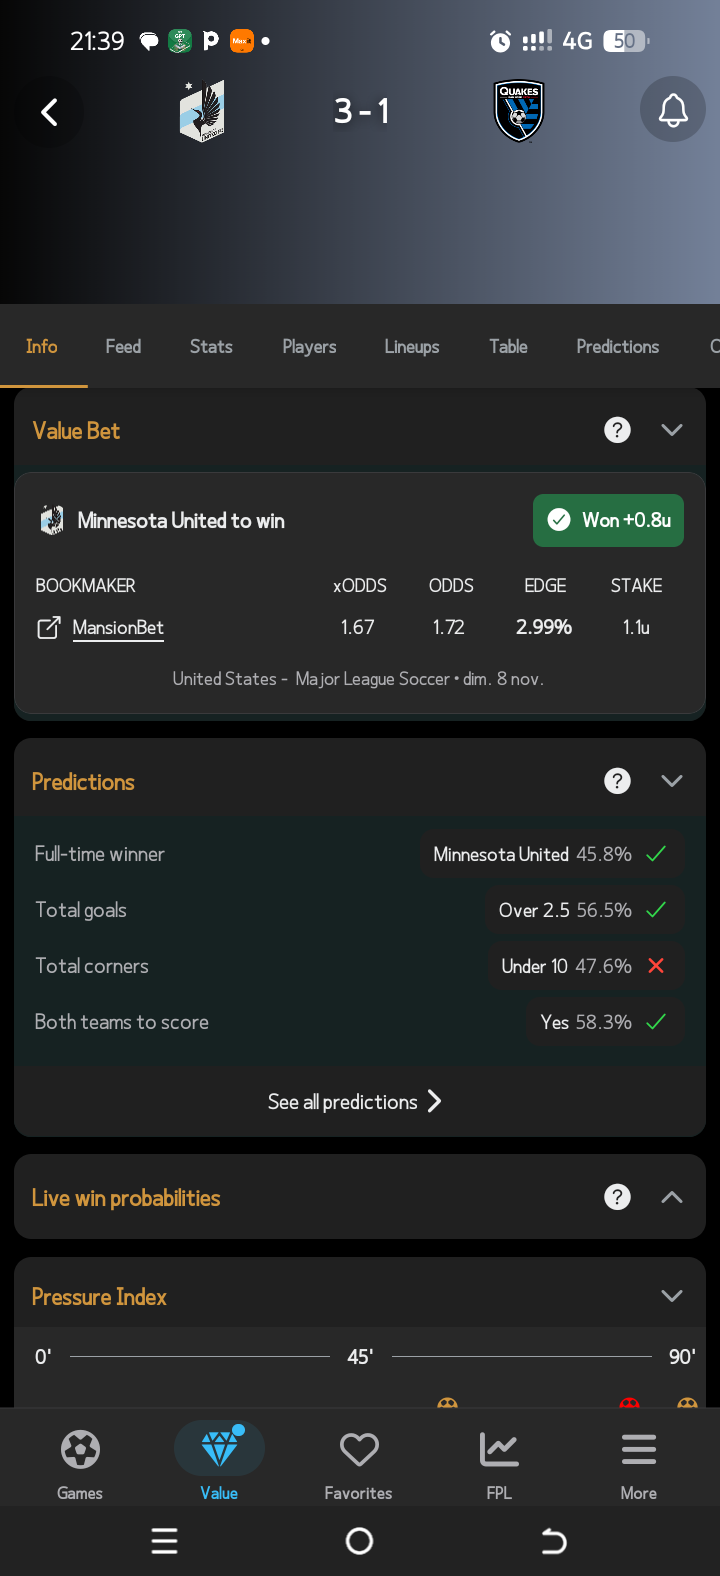 21:39 4G 50
3 - 1
QUAKES
Info Feed Stats Players Lineups Table Predictions
Value Bet ?
Minnesota United to win Won +0.8u
BOOKMAKER xODDS ODDS EDGE STAKE
MansionBet 1.67 1.72 2.99% 1.1u
United States - Major League Soccer • dim. 8 nov.
Predictions ?
Full-time winner Minnesota United 45.8%
Total goals Over 2.5 56.5%
Total corners Under 10 47.6%
Both teams to score Yes 58.3%
See all predictions
Live win probabilities ?
Pressure Index
0' 45' 90'
Games Value Favorites FPL More